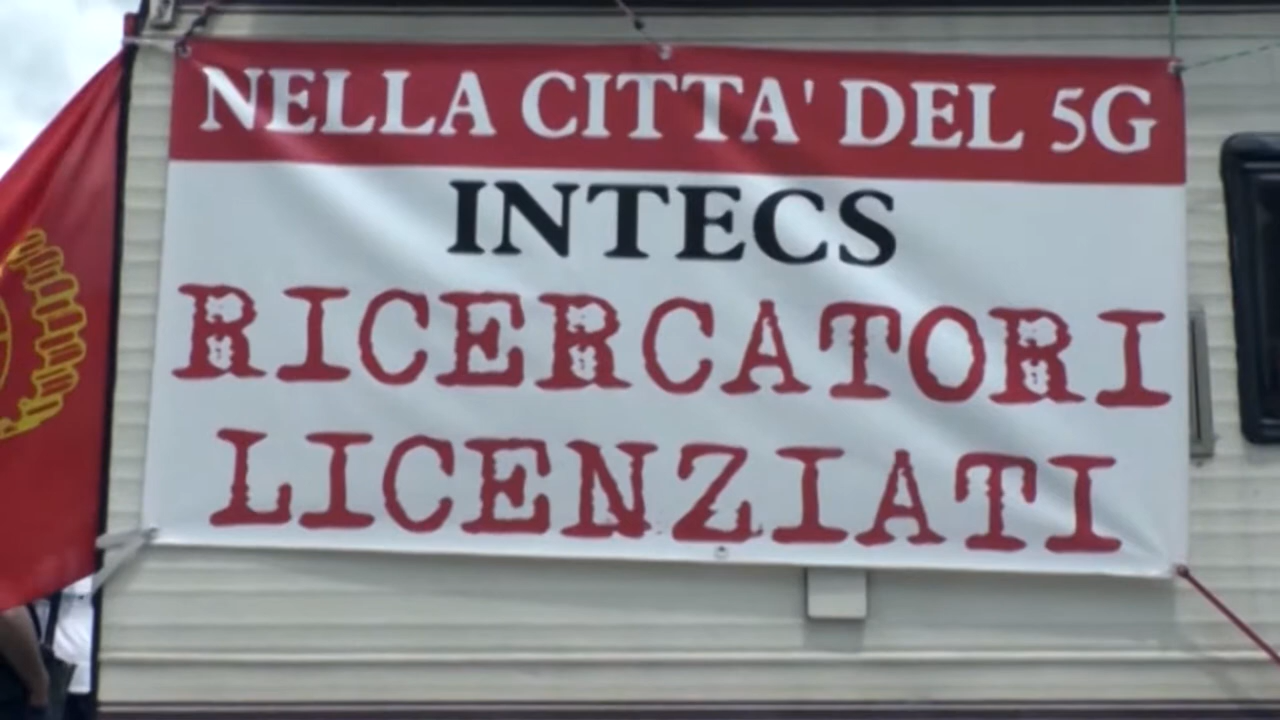 NELLA CITTA' DEL 5G
INTECS
RICERCATORI
LICENZIATI